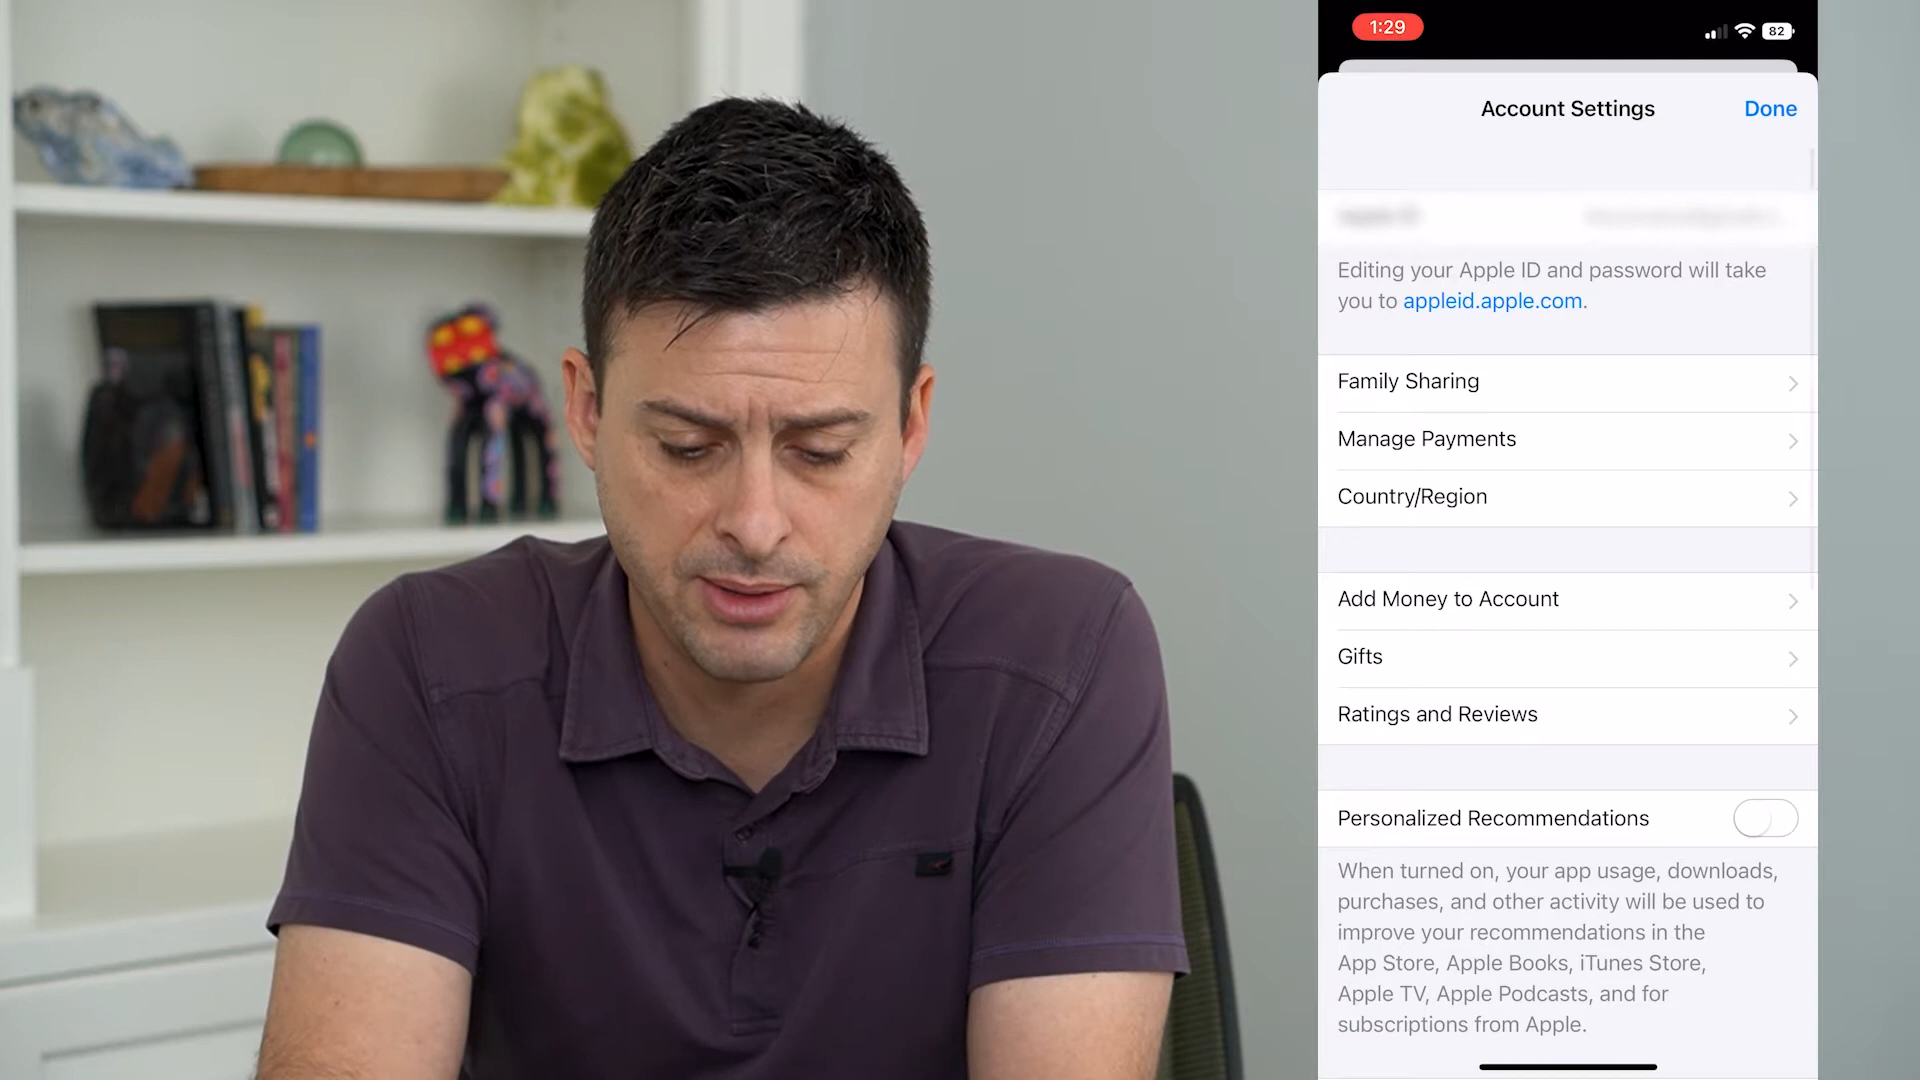 1:29
82
Account Settings
Done
Editing your Apple ID and password will take
you to appleid.apple.com.
Family Sharing
Manage Payments
Country/Region
Add Money to Account
Gifts
Ratings and Reviews
Personalized Recommendations
When turned on, your app usage, downloads,
purchases, and other activity will be used to
improve your recommendations in the
App Store, Apple Books, iTunes Store,
Apple TV, Apple Podcasts, and for
subscriptions from Apple.